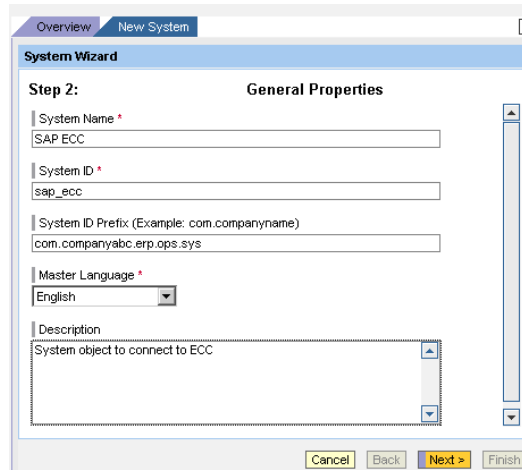 Overview New System
System Wizard
Step 2: General Properties
System Name *
SAP ECC
System ID *
sap_ecc
System ID Prefix (Example: com.companyname)
com.companyabc.erp.ops.sys
Master Language *
English
Description
System object to connect to ECC
Cancel Back Next > Finish